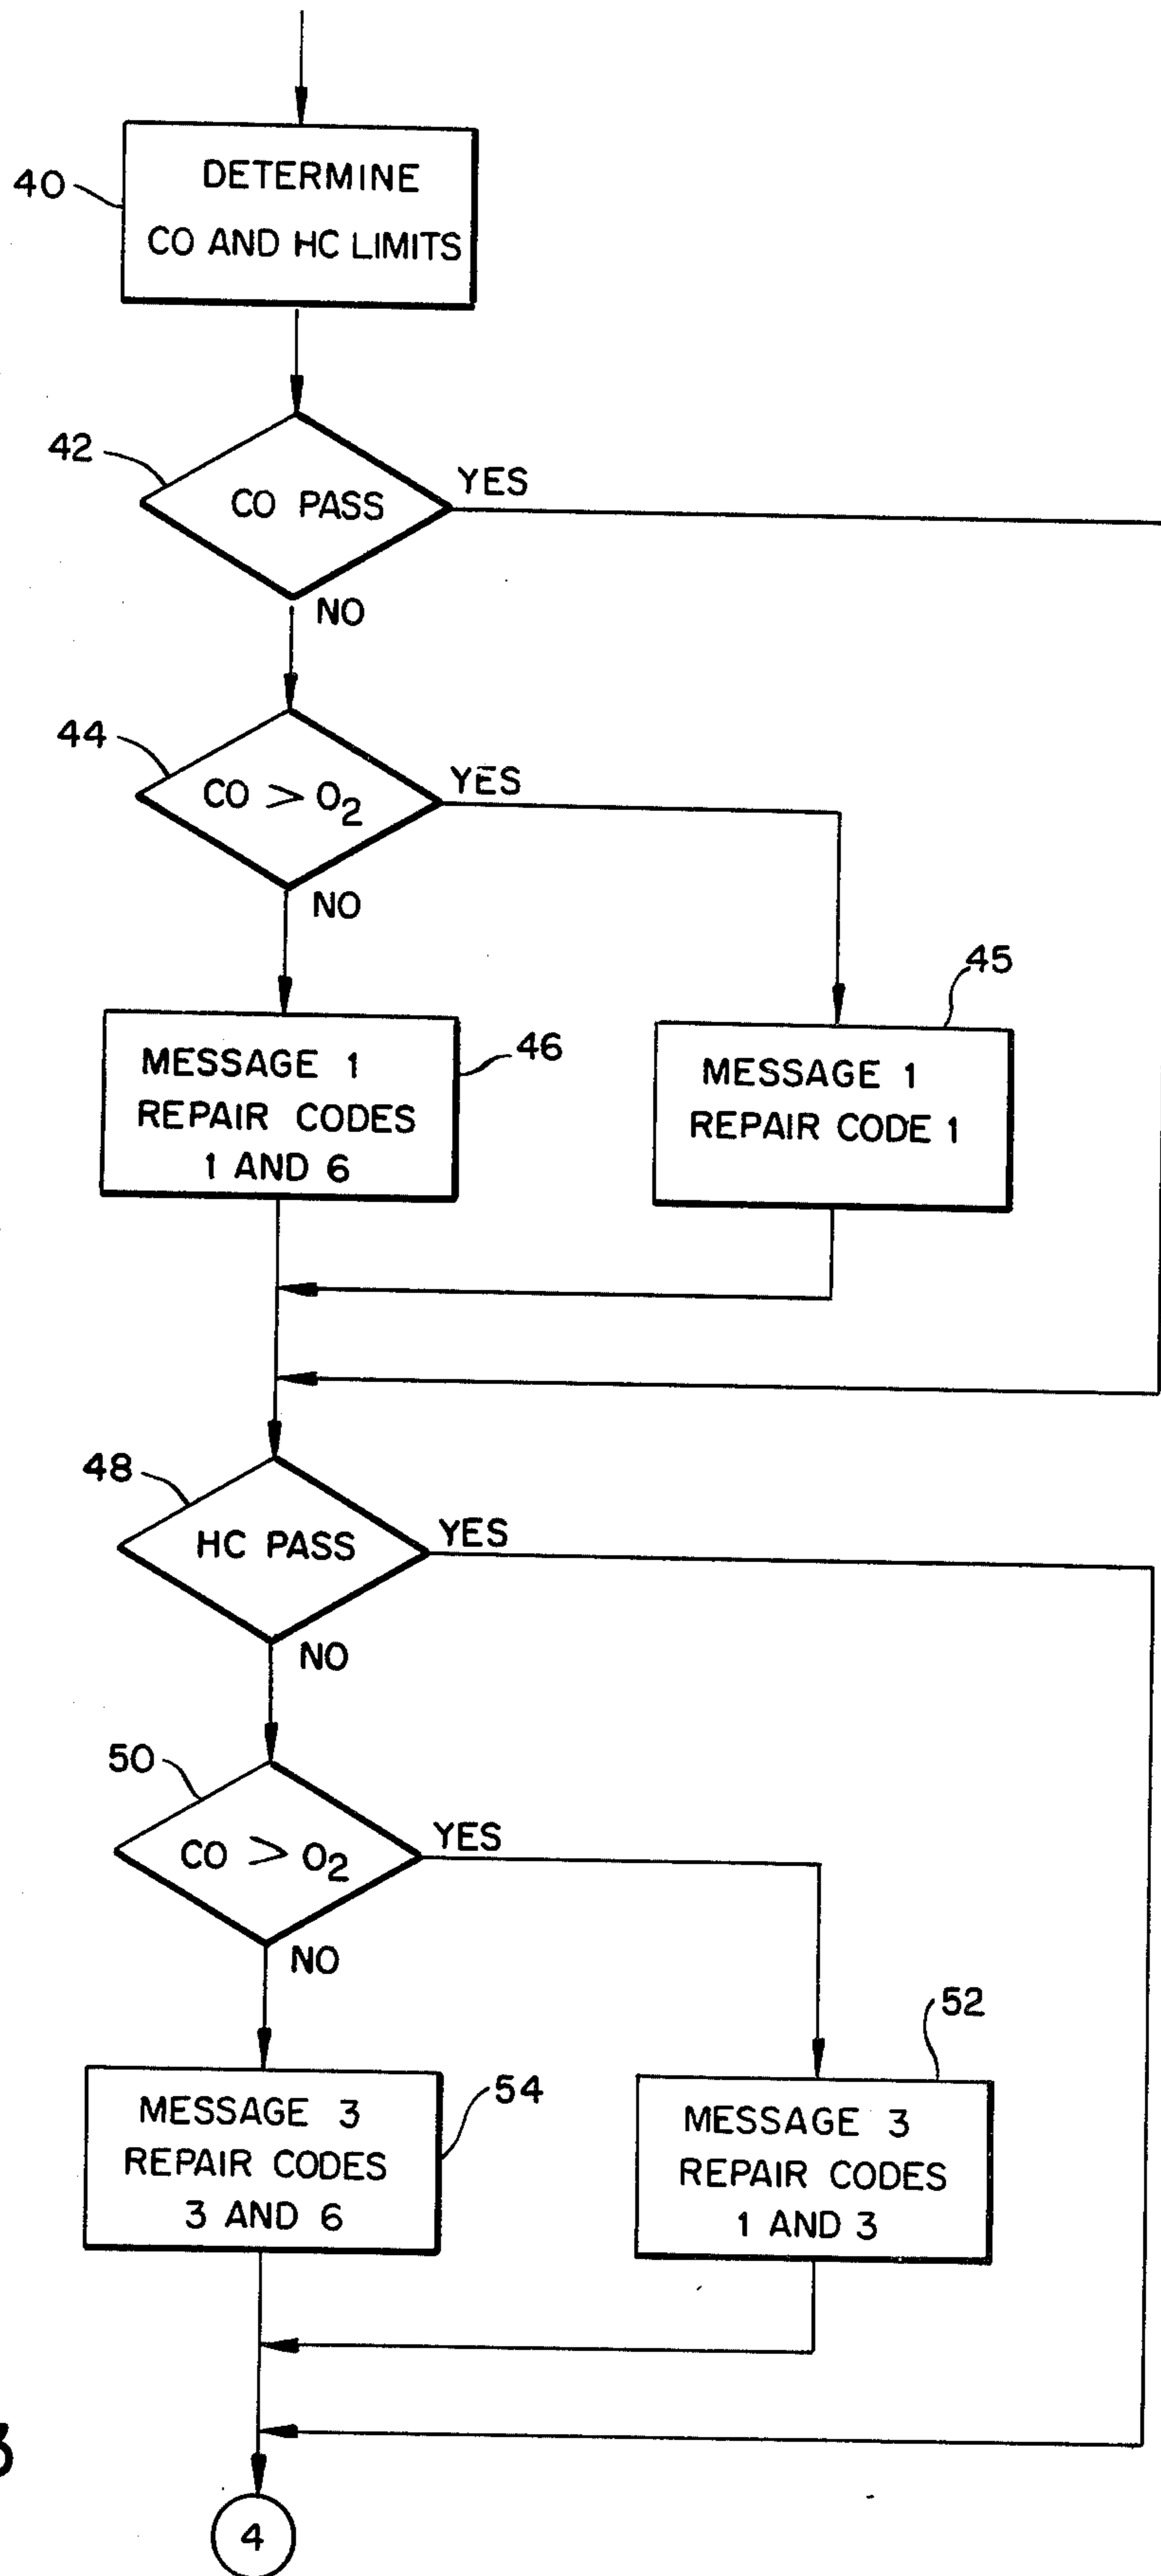 DETERMINE
40
CO AND HC LIMITS
42
YES
CO PASS
NO
44
YES
CO > O2
NO
45
46
MESSAGE 1
REPAIR CODES
1 AND 6
MESSAGE 1
REPAIR CODE 1
48
YES
HC PASS
NO
50
YES
CO > O2
NO
52
54
MESSAGE 3
REPAIR CODES
3 AND 6
MESSAGE 3
REPAIR CODES
1 AND 3
3
4